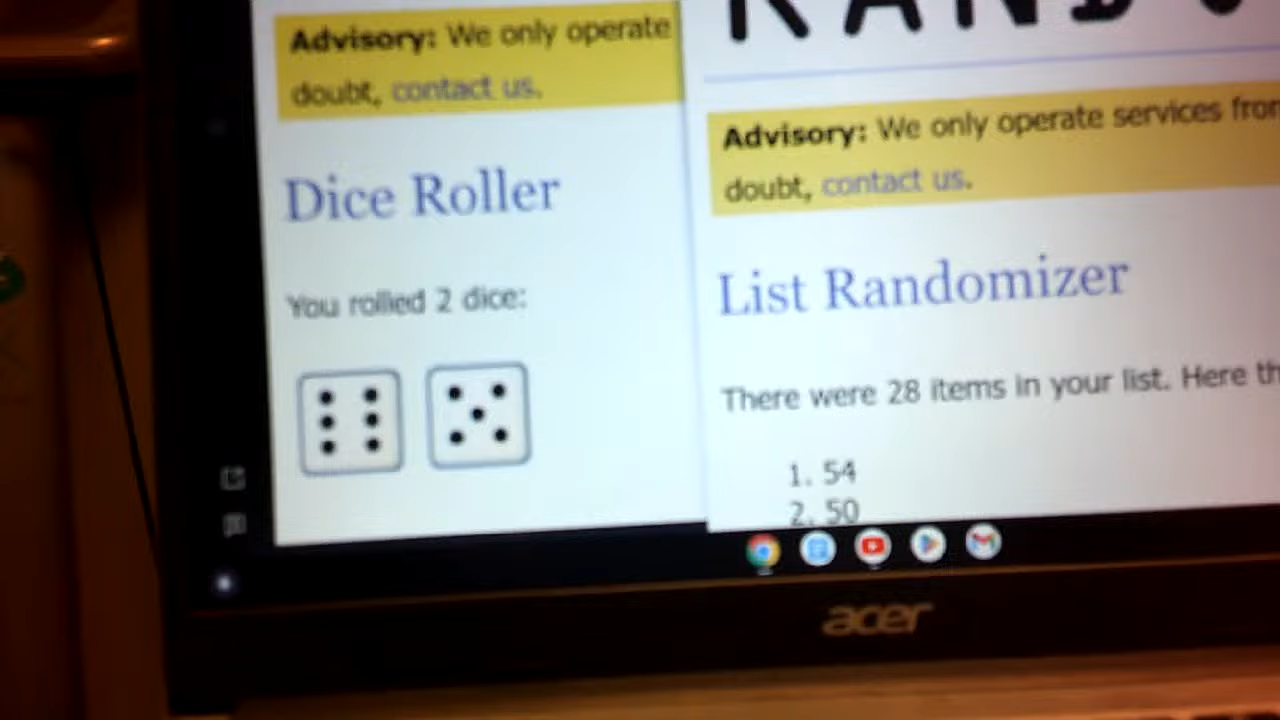 Advisory: We only operate
doubt, contact us.
Dice Roller
You rolled 2 dice:
Advisory: We only operate services from
doubt, contact us.
List Randomizer
There were 28 items in your list. Here
1. 54
2. 50
acer